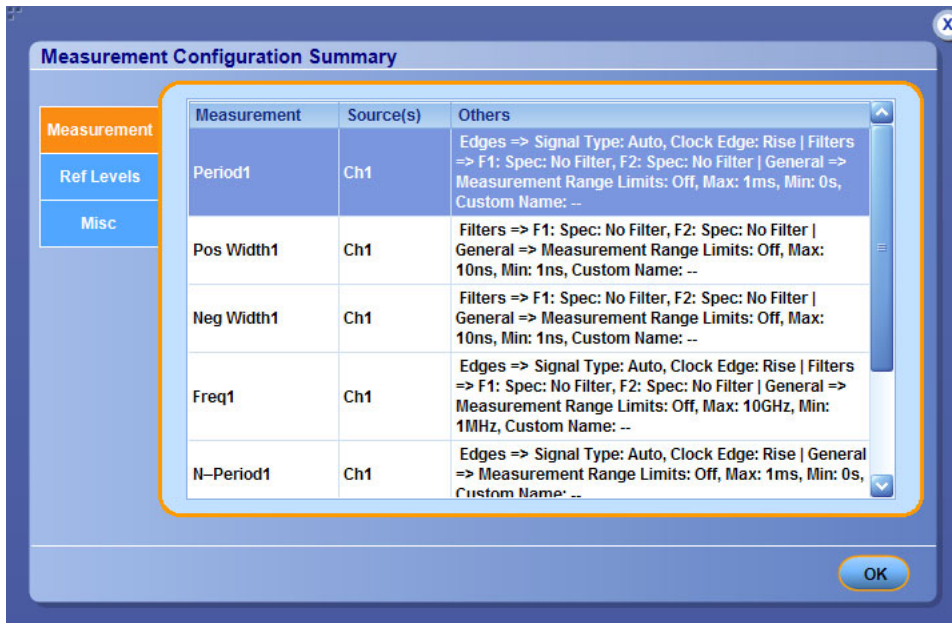 X
Measurement Configuration Summary
Measurement
Ref Levels
Misc
Measurement Source(s) Others
Period1 Ch1
Edges => Signal Type: Auto, Clock Edge: Rise | Filters
=> F1: Spec: No Filter, F2: Spec: No Filter | General =>
Measurement Range Limits: Off, Max: 1ms, Min: 0s,
Custom Name: --
Pos Width1 Ch1
Filters => F1: Spec: No Filter, F2: Spec: No Filter |
General => Measurement Range Limits: Off, Max:
10ns, Min: 1ns, Custom Name: --
Neg Width1 Ch1
Filters => F1: Spec: No Filter, F2: Spec: No Filter |
General => Measurement Range Limits: Off, Max:
10ns, Min: 1ns, Custom Name: --
Freq1 Ch1
Edges => Signal Type: Auto, Clock Edge: Rise | Filters
=> F1: Spec: No Filter, F2: Spec: No Filter | General =>
Measurement Range Limits: Off, Max: 10GHz, Min:
1MHz, Custom Name: --
N–Period1 Ch1
Edges => Signal Type: Auto, Clock Edge: Rise | General
=> Measurement Range Limits: Off, Max: 1ms, Min: 0s,
Custom Name: --
OK